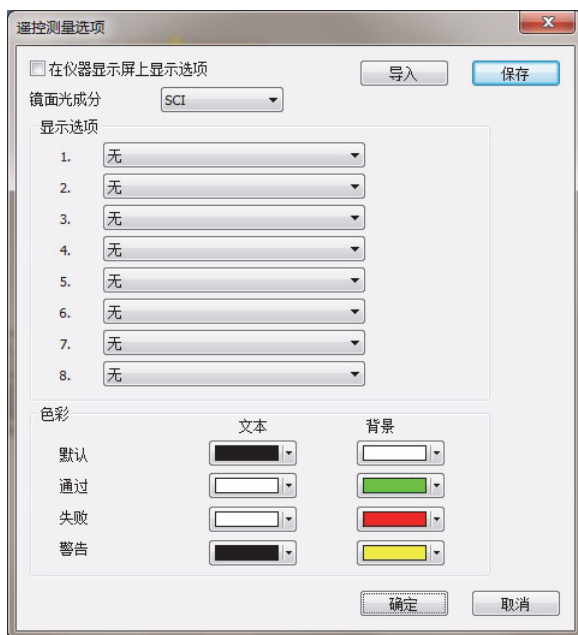 遥控测量选项
在仪器显示屏上显示选项 导入 保存
镜面光成分 SCI
显示选项
1. 无
2. 无
3. 无
4. 无
5. 无
6. 无
7. 无
8. 无
色彩
文本 背景
默认
通过
失败
警告
确定 取消